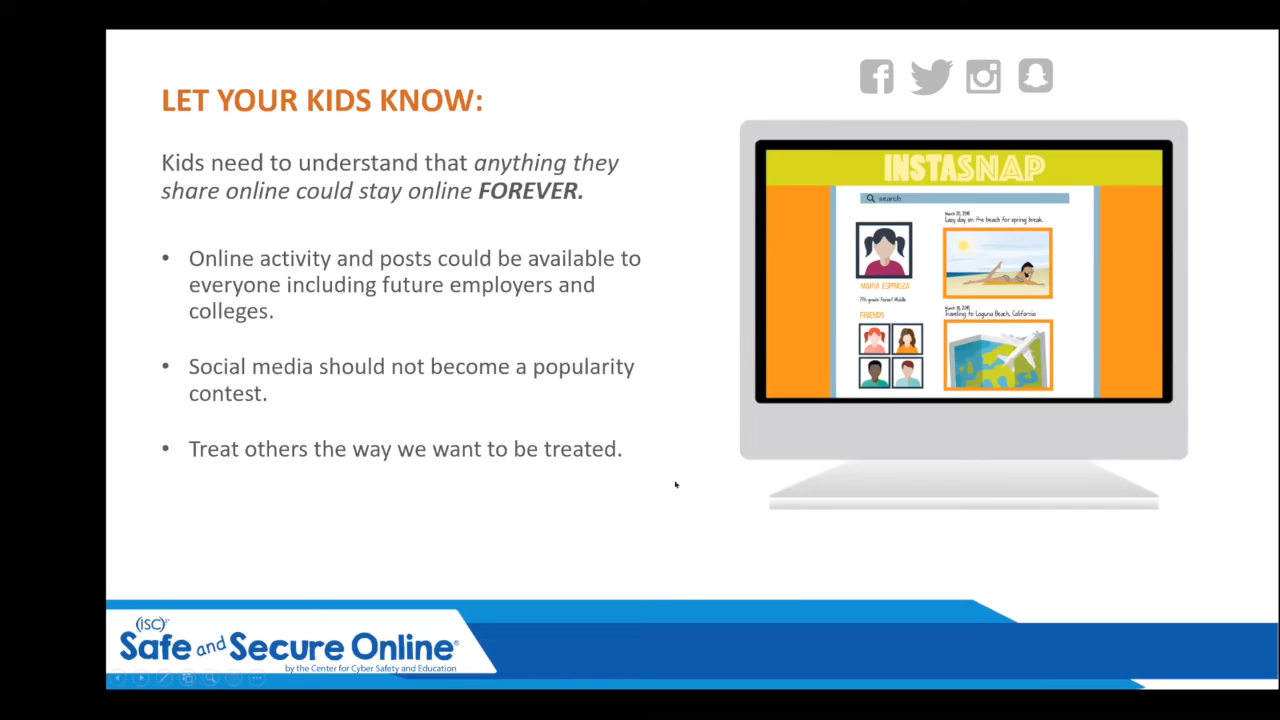 LET YOUR KIDS KNOW:
Kids need to understand that anything they
share online could stay online FOREVER.
• Online activity and posts could be available to
everyone including future employers and
colleges.
• Social media should not become a popularity
contest.
• Treat others the way we want to be treated.
INSTASNAP
search
MARIA ESPINOZA
7th grade Forrest Middle
FRIENDS
March 21, 2016
Lazy day on the beach for spring break.
March 18, 2016
Traveling to Laguna Beach, California
(ISC)²
Safe and Secure Online®
by the Center for Cyber Safety and Education